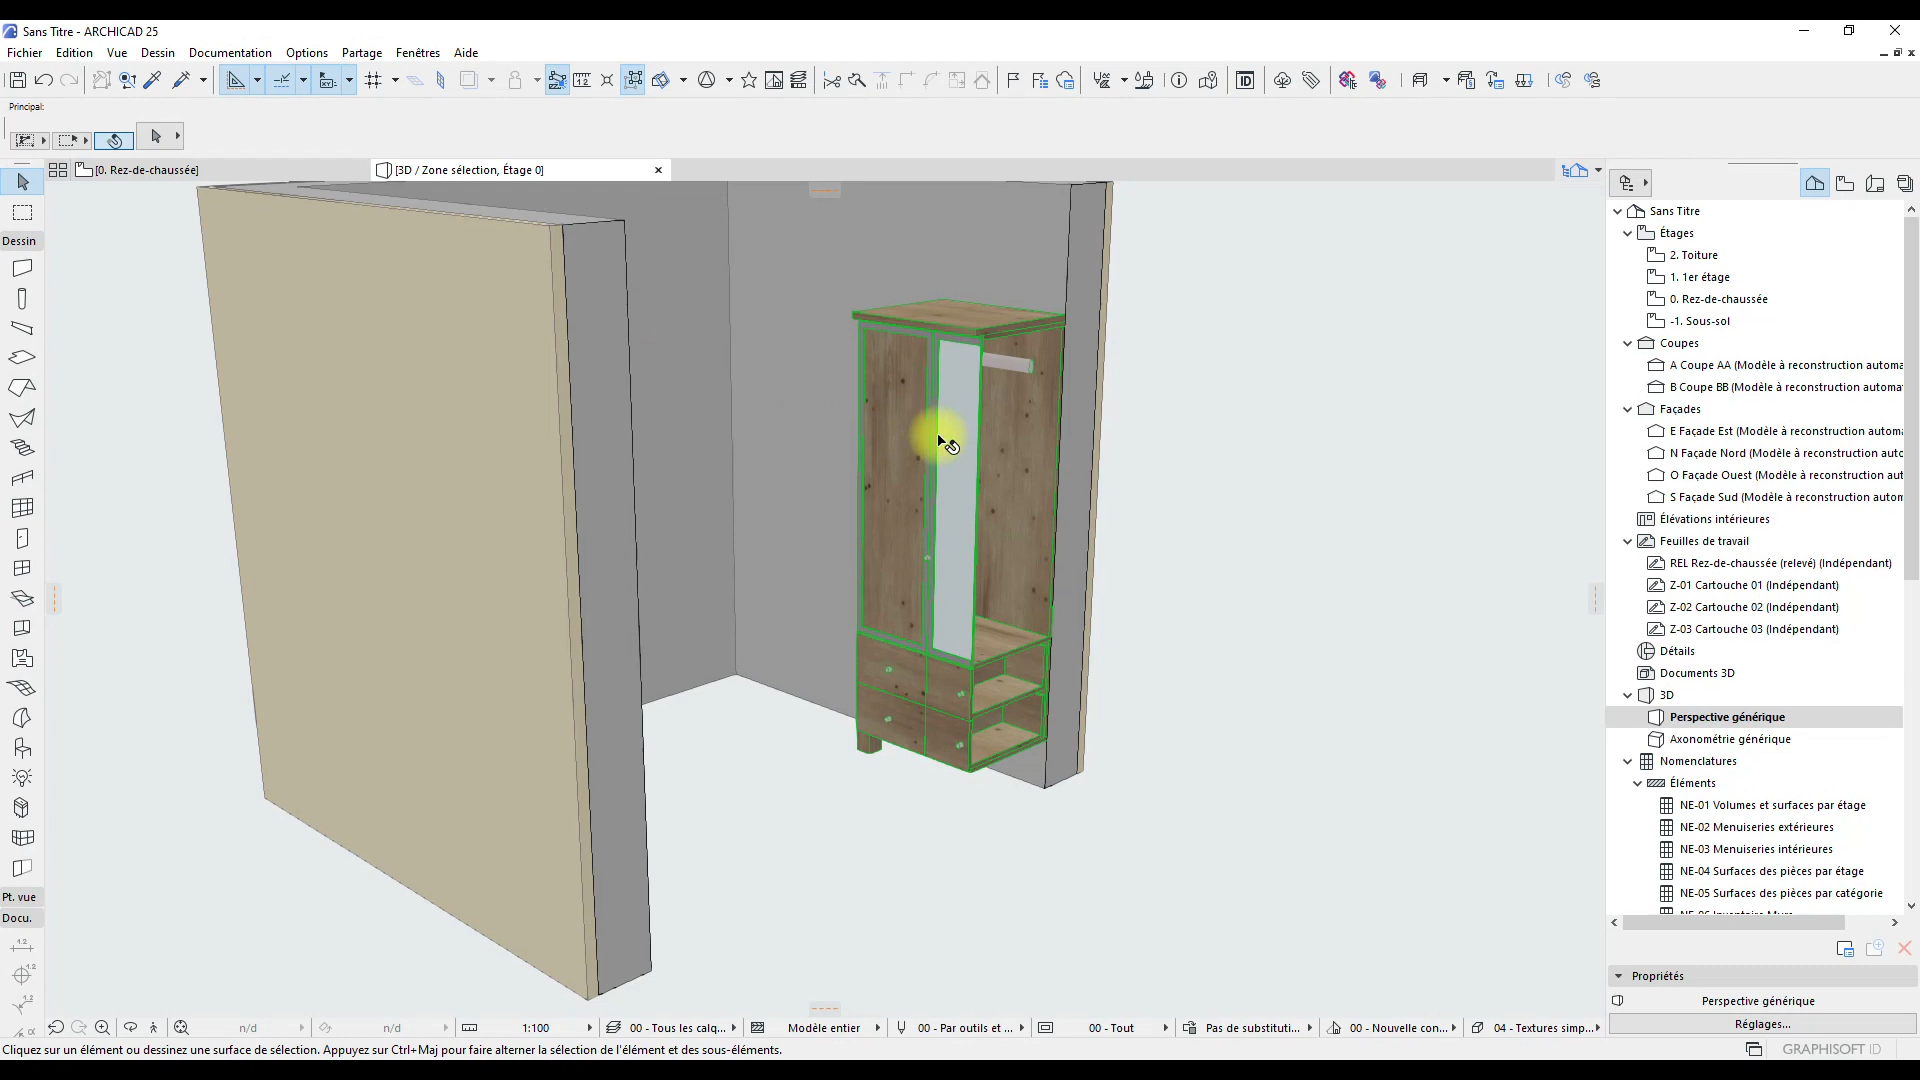 Sans Titre - ARCHICAD 25
Fichier Edition Vue Dessin Documentation Options Partage Fenêtres Aide
Principal:
[0. Rez-de-chaussée]
[3D / Zone sélection, Étage 0]
Dessin
Pt. vue
Docu.
Sans Titre
Étages
2. Toiture
1. 1er étage
0. Rez-de-chaussée
-1. Sous-sol
Coupes
A Coupe AA (Modèle à reconstruction automa
B Coupe BB (Modèle à reconstruction automa
Façades
E Façade Est (Modèle à reconstruction autom
N Façade Nord (Modèle à reconstruction auto
O Façade Ouest (Modèle à reconstruction aut
S Façade Sud (Modèle à reconstruction autom
Élévations intérieures
Feuilles de travail
REL Rez-de-chaussée (relevé) (Indépendant)
Z-01 Cartouche 01 (Indépendant)
Z-02 Cartouche 02 (Indépendant)
Z-03 Cartouche 03 (Indépendant)
Détails
Documents 3D
3D
Perspective générique
Axonométrie générique
Nomenclatures
Éléments
NE-01 Volumes et surfaces par étage
NE-02 Menuiseries extérieures
NE-03 Menuiseries intérieures
NE-04 Surfaces des pièces par étage
NE-05 Surfaces des pièces par catégorie
Propriétés
Perspective générique
Réglages...
n/d n/d 1:100 00 - Tous les calq... Modèle entier 00 - Par outils et ... 00 - Tout Pas de substituti... 00 - Nouvelle con... 04 - Textures simp...
Cliquez sur un élément ou dessinez une surface de sélection. Appuyez sur Ctrl+Maj pour faire alterner la sélection de l'élément et des sous-éléments.
GRAPHISOFT ID